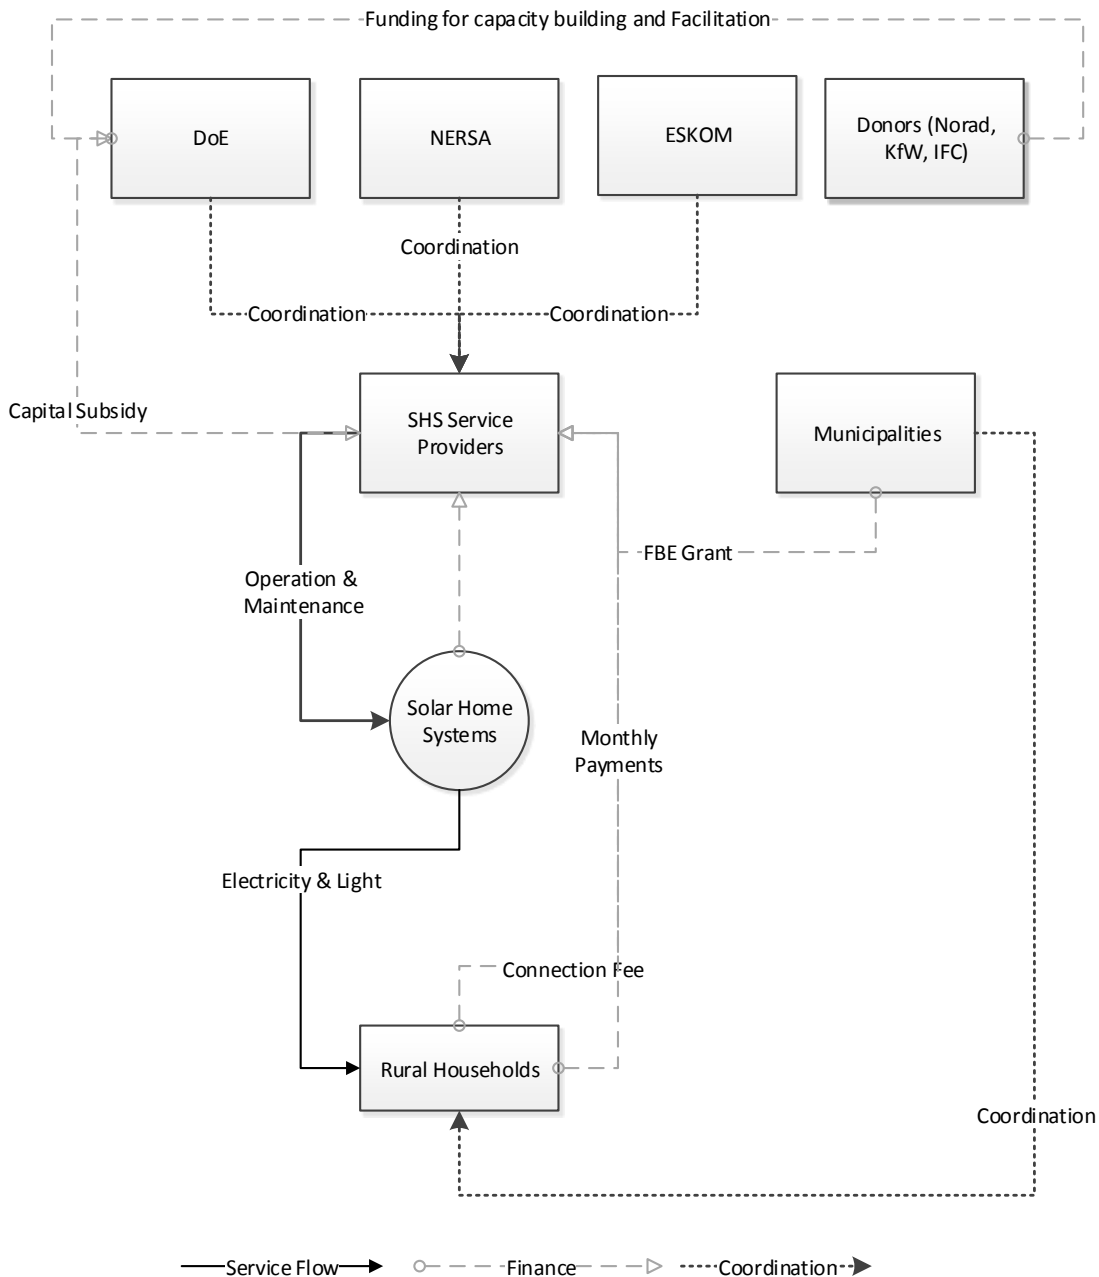 Funding for capacity building and Facilitation
DoE
NERSA
ESKOM
Donors (Norad,
KfW, IFC)
Coordination
Coordination
Coordination
Capital Subsidy
SHS Service
Providers
Municipalities
FBE Grant
Operation &
Maintenance
Solar Home
Systems
Monthly
Payments
Electricity & Light
Connection Fee
Rural Households
Coordination
Service Flow
Finance
Coordination